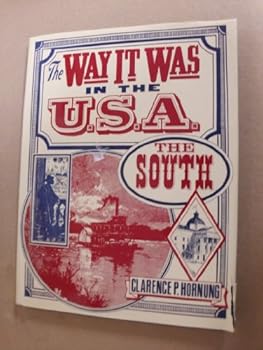 The WAY IT WAS
IN THE
U.S.A.
THE
SOUTH
CLARENCE P. HORNUNG